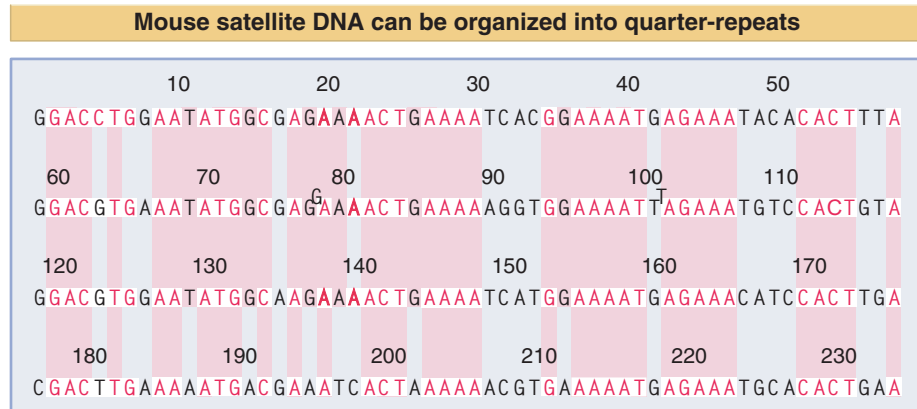 Mouse satellite DNA can be organized into quarter-repeats
10 20 30 40 50
GGACCTGGAATATGGCGAGAAAACTGAAAATCACGGAAAATGAGAAATACACACTTTA
60 70 G 80 90 100 T 110
GGACGTGAAATATGGCGAGAAAACTGAAAAAGGTGGAAAATTAGAAATGTCCACTGTA
120 130 140 150 160 170
GGACGTGGAATATGGCAAGAAAACTGAAAATCATGGAAAATGAGAAACATCCACTTGA
180 190 200 210 220 230
CGACTTGAAAAATGACGAAATCACTAAAAAACGTGAAAAATGAGAAATGCACACTGAA